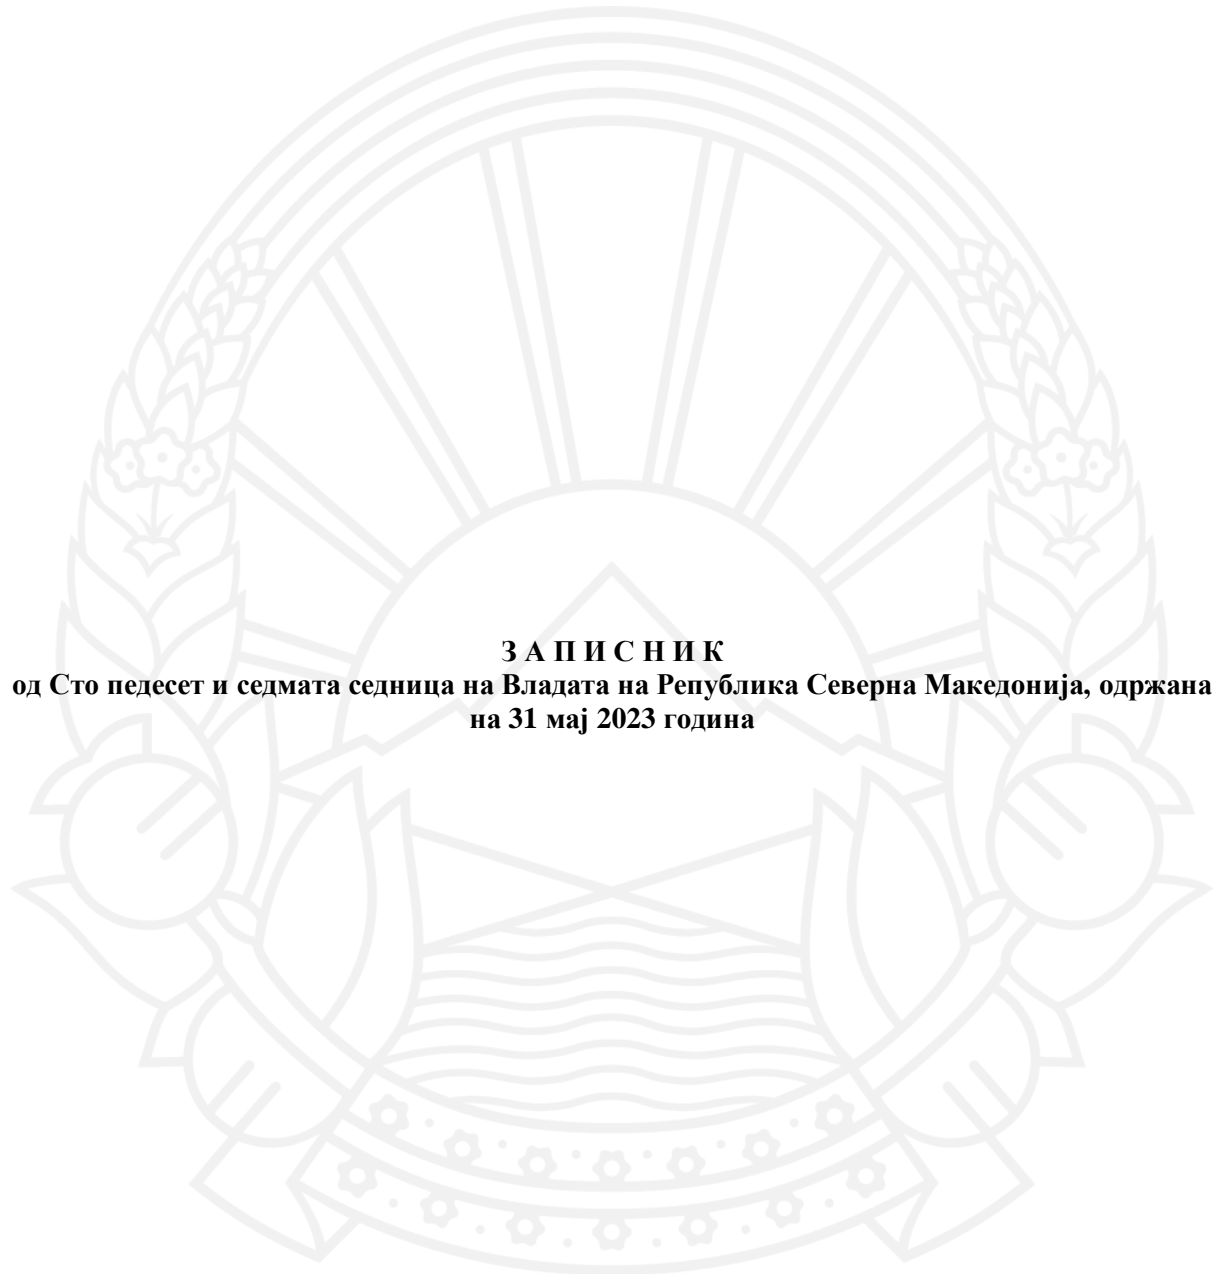 З А П И С Н И К
од Сто педесет и седмата седница на Владата на Република Северна Македонија, одржана
на 31 мај 2023 година